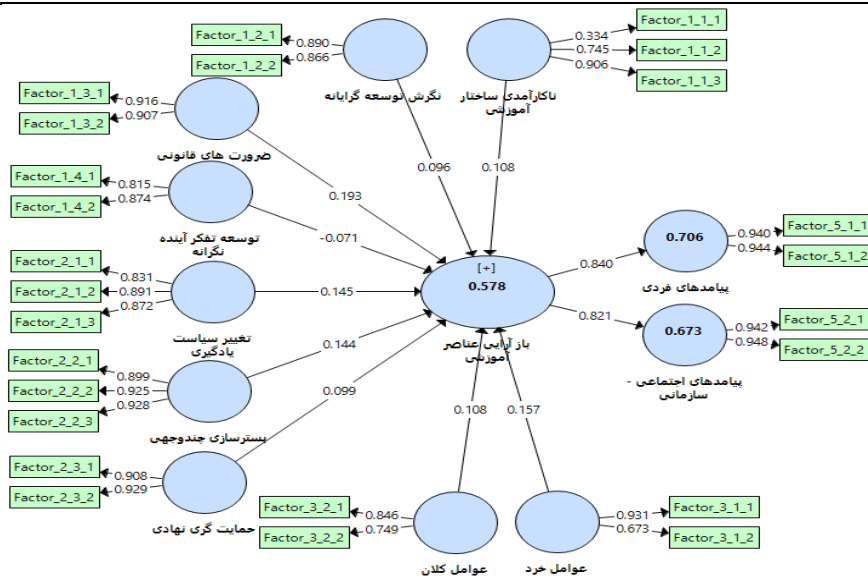 Factor_1_1_1
Factor_1_1_2
Factor_1_1_3
0.334
0.745
0.906
ناکارآمدی ساختار
آموزشی
Factor_1_2_1
Factor_1_2_2
0.890
0.866
نگرش توسعه گرایانه
Factor_1_3_1
Factor_1_3_2
0.916
0.907
ضرورت های قانونی
Factor_1_4_1
Factor_1_4_2
0.815
0.874
توسعه تفکر آینده
نگرانه
Factor_2_1_1
Factor_2_1_2
Factor_2_1_3
0.831
0.891
0.872
تغییر سیاست
یادگیری
Factor_2_2_1
Factor_2_2_2
Factor_2_2_3
0.899
0.925
0.928
بسترسازی چندوجهی
Factor_2_3_1
Factor_2_3_2
0.908
0.929
حمایت گری نهادی
0.096
0.108
0.193
-0.071
0.145
0.144
0.099
0.108
0.157
[+]
0.578
باز آرایی عناصر
آموزشی
0.840
0.821
0.706
پیامدهای فردی
0.940
0.944
Factor_5_1_1
Factor_5_1_2
0.673
پیامدهای اجتماعی -
سازمانی
0.942
0.948
Factor_5_2_1
Factor_5_2_2
Factor_3_2_1
Factor_3_2_2
0.846
0.749
عوامل کلان
0.931
0.673
Factor_3_1_1
Factor_3_1_2
عوامل خرد